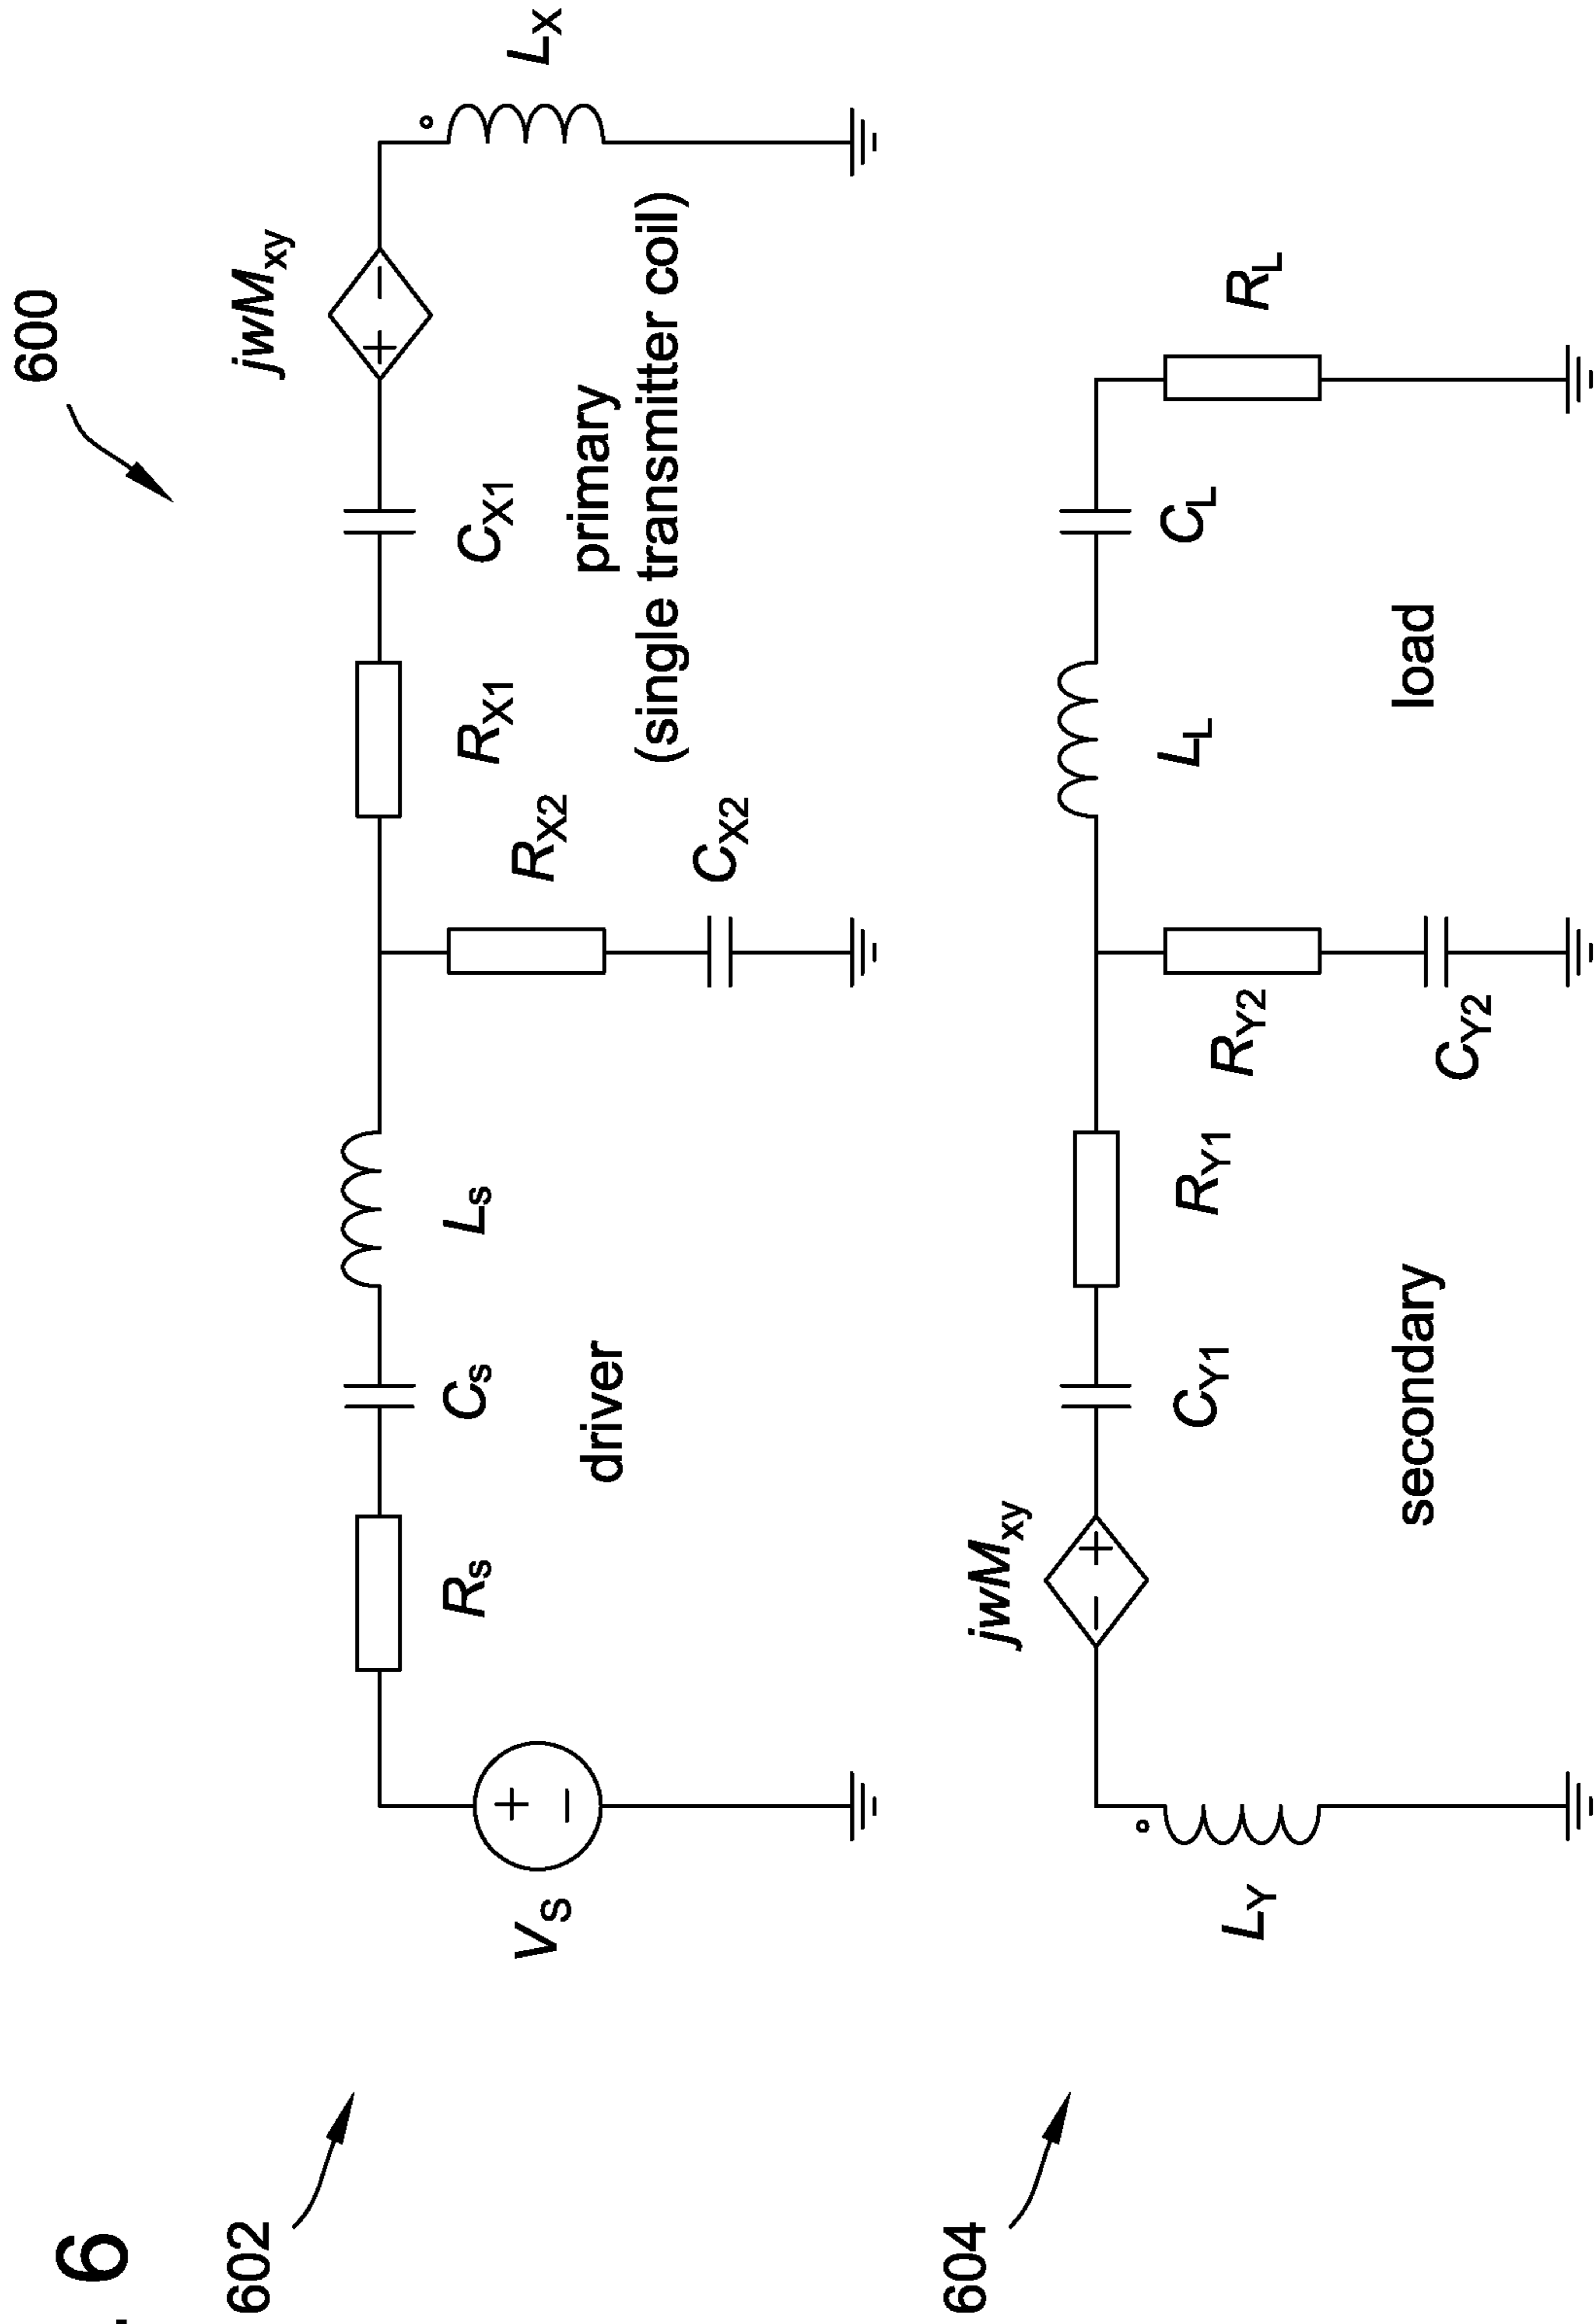 . 6
600
602
V_S
+
−
R_s
C_s
L_s
R_X2
C_X2
R_X1
C_X1
jwM_xy
+ −
L_X
driver
primary
(single transmitter coil)
604
L_Y
jwM_xy
− +
C_Y1
R_Y1
R_Y2
C_Y2
L_L
C_L
R_L
secondary
load